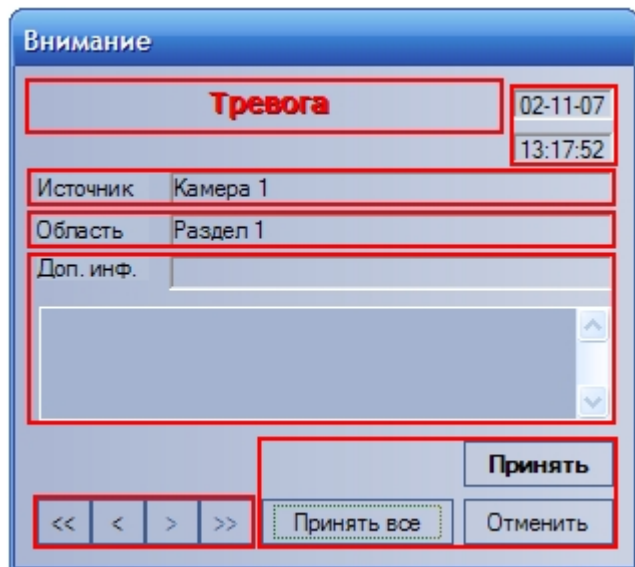 Внимание
Тревога
02-11-07
13:17:52
Источник Камера 1
Область Раздел 1
Доп. инф.
Принять
<< < > >> Принять все Отменить